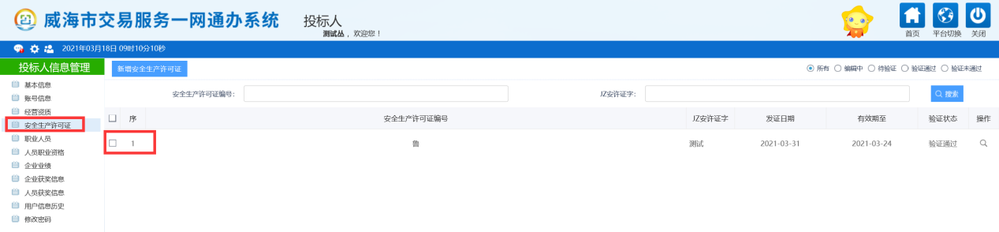 威海市交易服务一网通办系统
投标人
测试丛，欢迎您！
首页 平台切换 关闭
2021年03月18日 09时10分10秒
投标人信息管理
新增安全生产许可证
所有 编辑中 待验证 验证通过 验证未通过
基本信息
账号信息
经营资质
安全生产许可证
职业人员
人员职业资格
企业业绩
企业获奖信息
人员获奖信息
用户信息历史
修改密码
安全生产许可证编号： JZ安许证字： 搜索
序 安全生产许可证编号 JZ安许证字 发证日期 有效期至 验证状态 操作
1 鲁 测试 2021-03-31 2021-03-24 验证通过